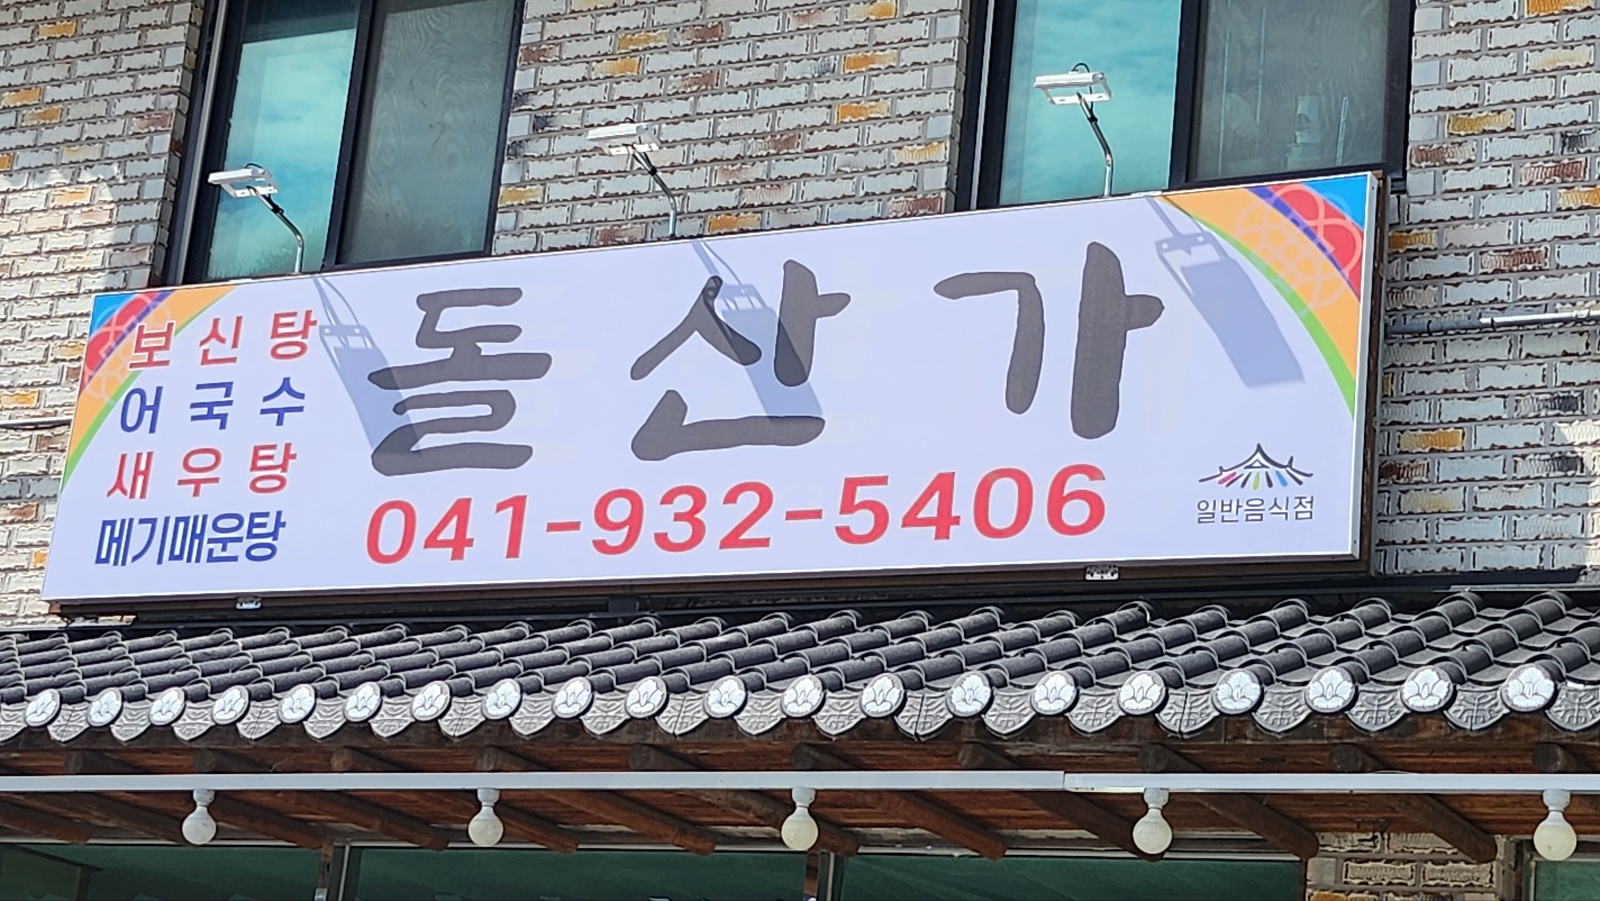 보신탕
어국수
새우탕
메기매운탕
돌산가
041-932-5406
일반음식점